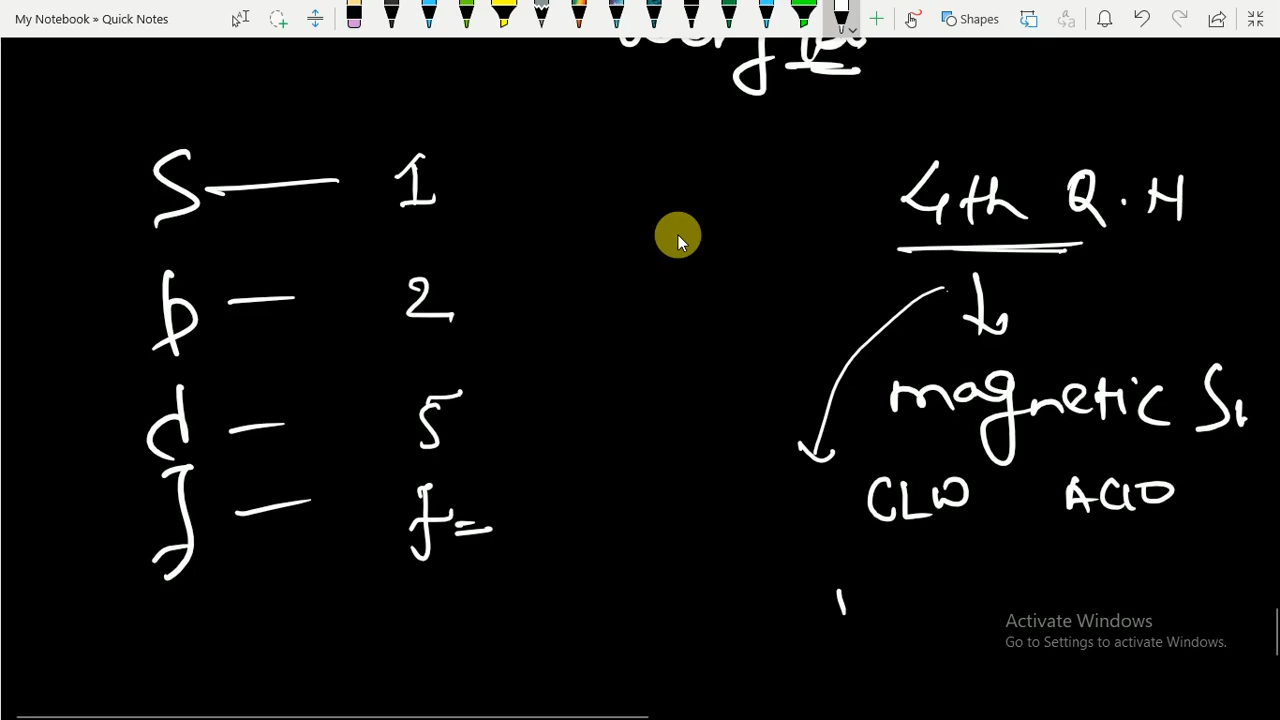 My Notebook » Quick Notes
Shapes
S — 1
p — 2
d — 5
f — 7
4th Q.N
magnetic
CLW ACW
Activate Windows
Go to Settings to activate Windows.